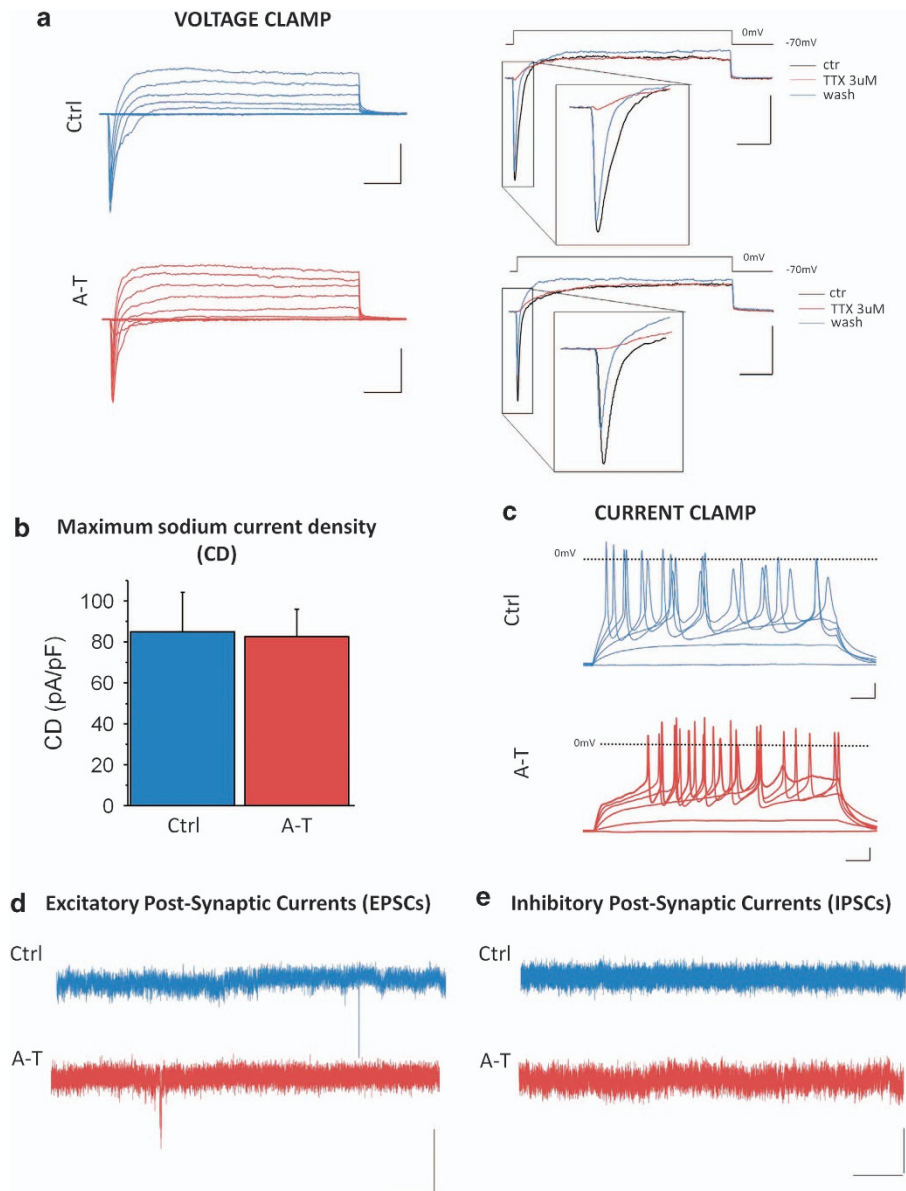 a
VOLTAGE CLAMP
Ctrl
A-T
0mV
-70mV
ctr
TTX 3uM
wash
0mV
-70mV
ctr
TTX 3uM
wash
b Maximum sodium current density
(CD)
CD (pA/pF)
100
80
60
40
20
0
Ctrl
A-T
c CURRENT CLAMP
0mV
Ctrl
0mV
A-T
d Excitatory Post-Synaptic Currents (EPSCs)
Ctrl
A-T
e Inhibitory Post-Synaptic Currents (IPSCs)
Ctrl
A-T